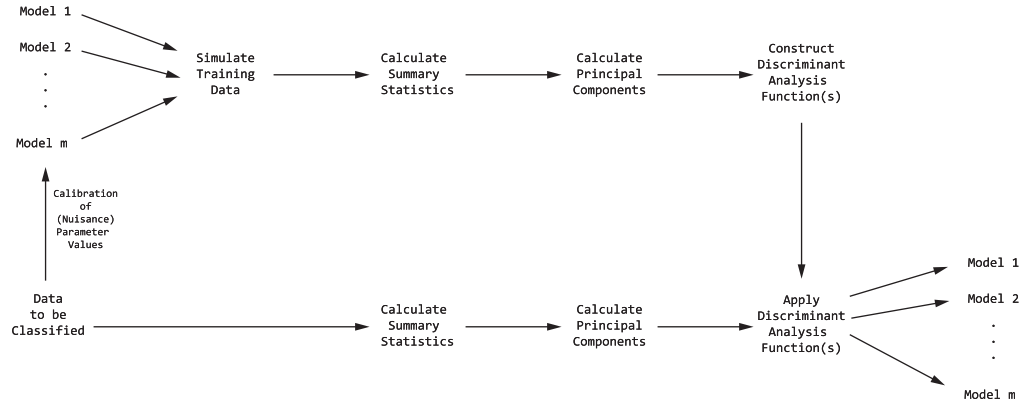 Model 1
Model 2
.
.
.
Model m
Simulate
Training
Data
Calculate
Summary
Statistics
Calculate
Principal
Components
Construct
Discriminant
Analysis
Function(s)
Calibration
of
(Nuisance)
Parameter
Values
Data
to be
Classified
Calculate
Summary
Statistics
Calculate
Principal
Components
Apply
Discriminant
Analysis
Function(s)
Model 1
Model 2
.
.
.
Model m